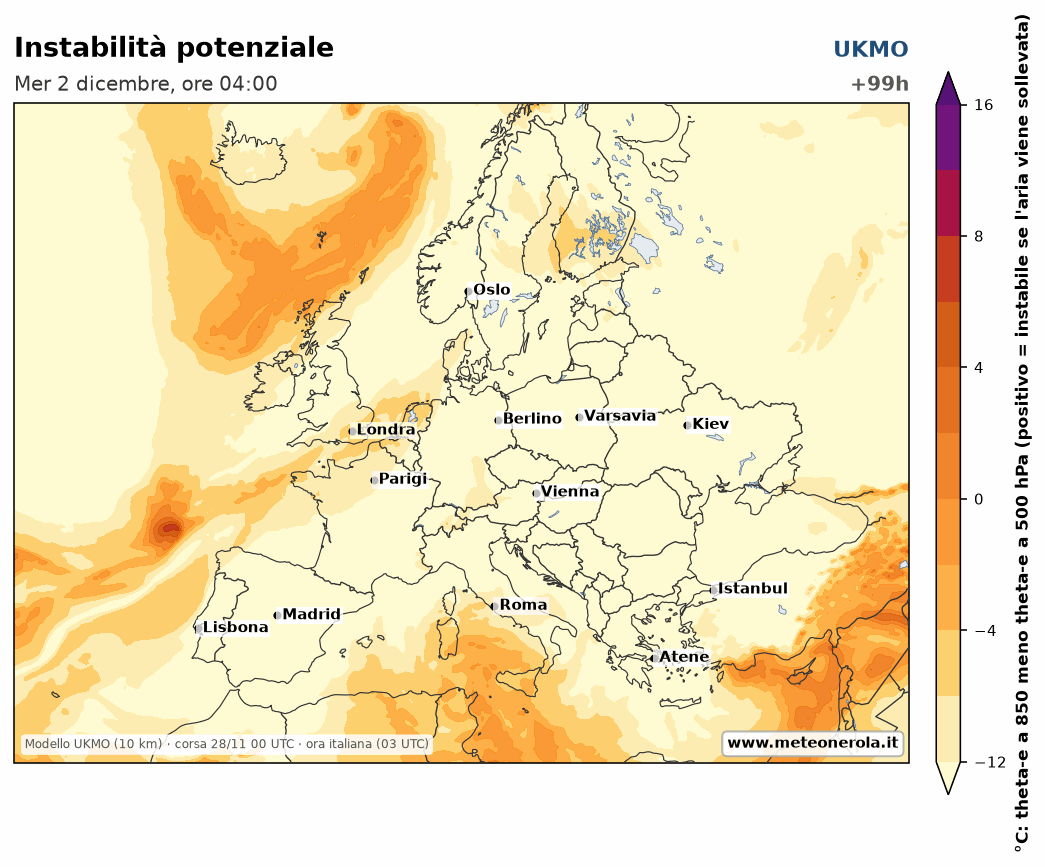 Instabilità potenziale
UKMO
Mer 2 dicembre, ore 04:00
+99h
Oslo
Berlino
Varsavia
Kiev
Londra
Parigi
Vienna
Istanbul
Roma
Madrid
Lisbona
Atene
Modello UKMO (10 km) · corsa 28/11 00 UTC · ora italiana (03 UTC)
www.meteonerola.it
16
8
4
0
−4
−12
°C: theta-e a 850 meno theta-e a 500 hPa (positivo = instabile se l'aria viene sollevata)